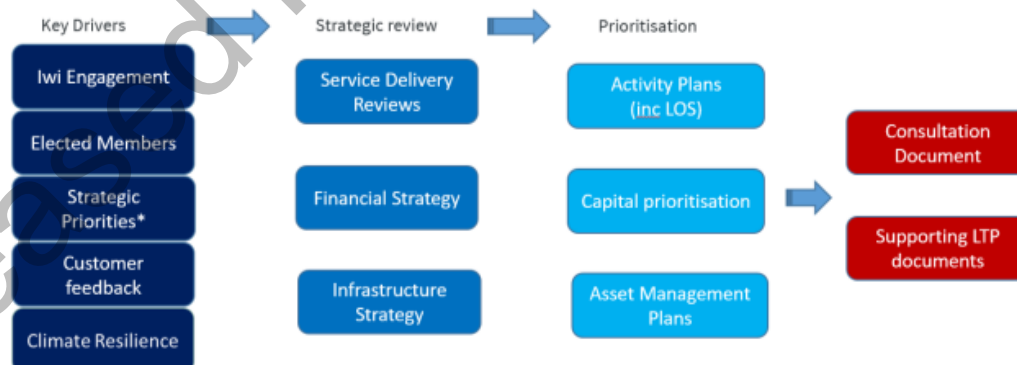 Key Drivers
Strategic review
Prioritisation
Iwi Engagement
Elected Members
Strategic
Priorities*
Customer
feedback
Climate Resilience
Service Delivery
Reviews
Financial Strategy
Infrastructure
Strategy
Activity Plans
(inc LOS)
Capital prioritisation
Asset Management
Plans
Consultation
Document
Supporting LTP
documents